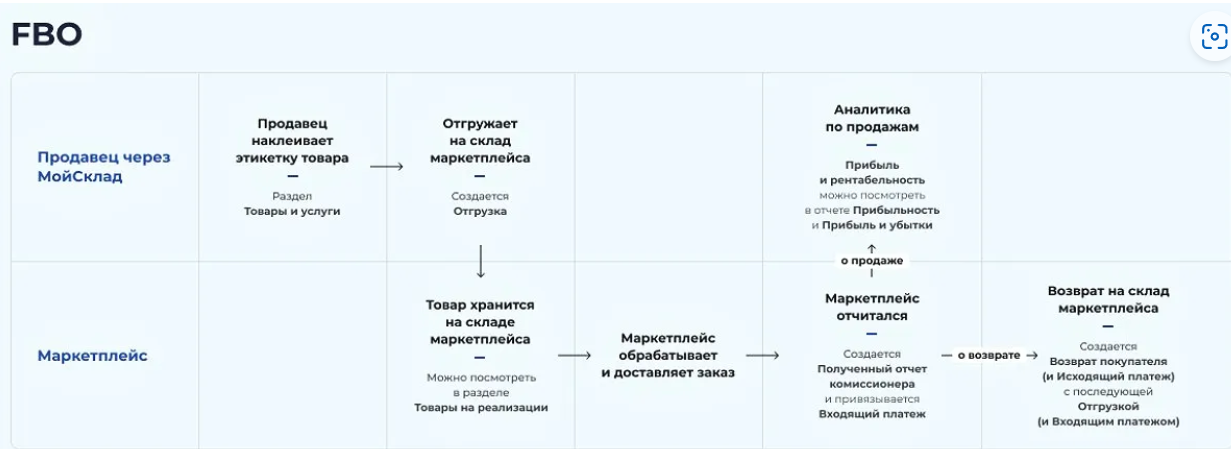 FBO
Продавец через
МойСклад
Продавец
наклеивает
этикетку товара
Раздел
Товары и услуги
Отгружает
на склад
маркетплейса
Создается
Отгрузка
Аналитика
по продажам
Прибыль
и рентабельность
можно посмотреть
в отчете Прибыльность
и Прибыль и убытки
о продаже
Маркетплейс
Товар хранится
на складе
маркетплейса
Можно посмотреть
в разделе
Товары на реализации
Маркетплейс
обрабатывает
и доставляет заказ
Маркетплейс
отчитался
Создается
Полученный отчет
комиссионера
и привязывается
Входящий платеж
о возврате
Возврат на склад
маркетплейса
Создается
Возврат покупателя
(и Исходящий платеж)
с последующей
Отгрузкой
(и Входящим платежом)